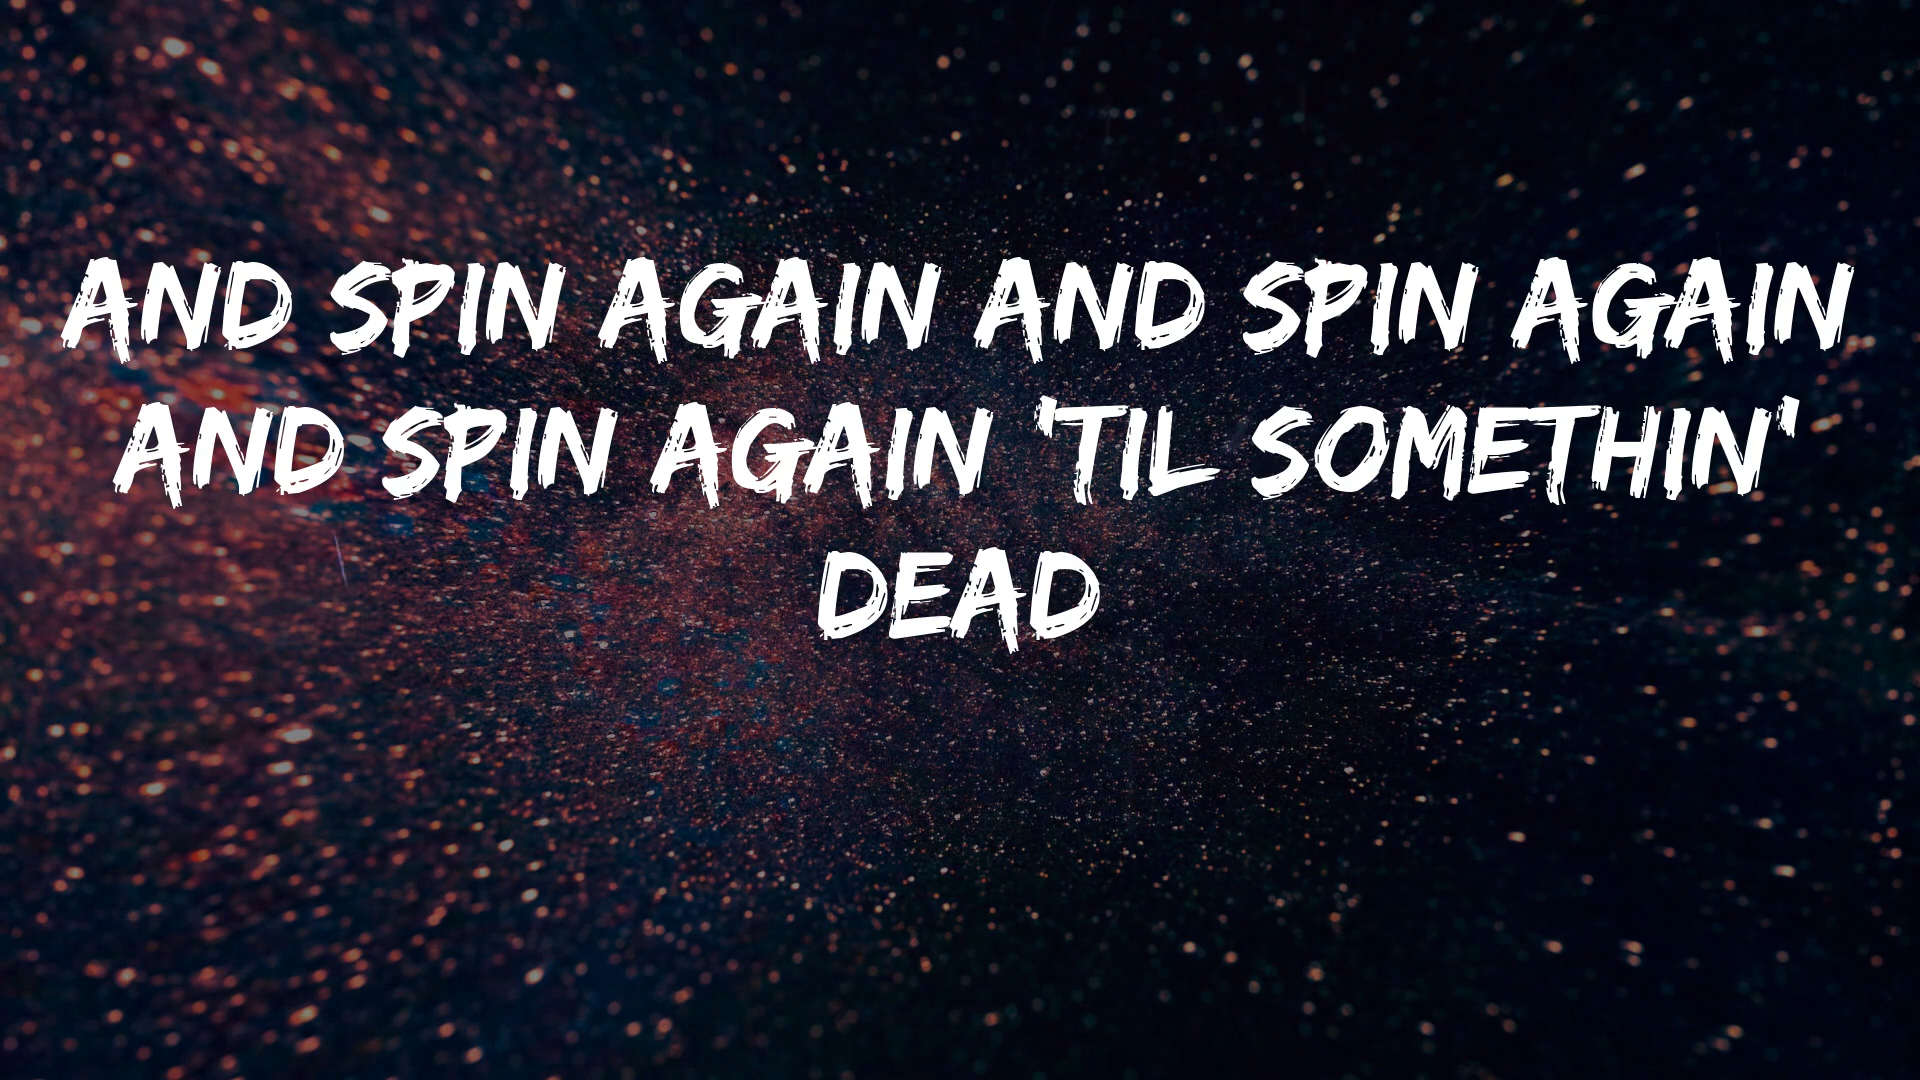 AND SPIN AGAIN AND SPIN AGAIN
AND SPIN AGAIN 'TIL SOMETHIN'
DEAD